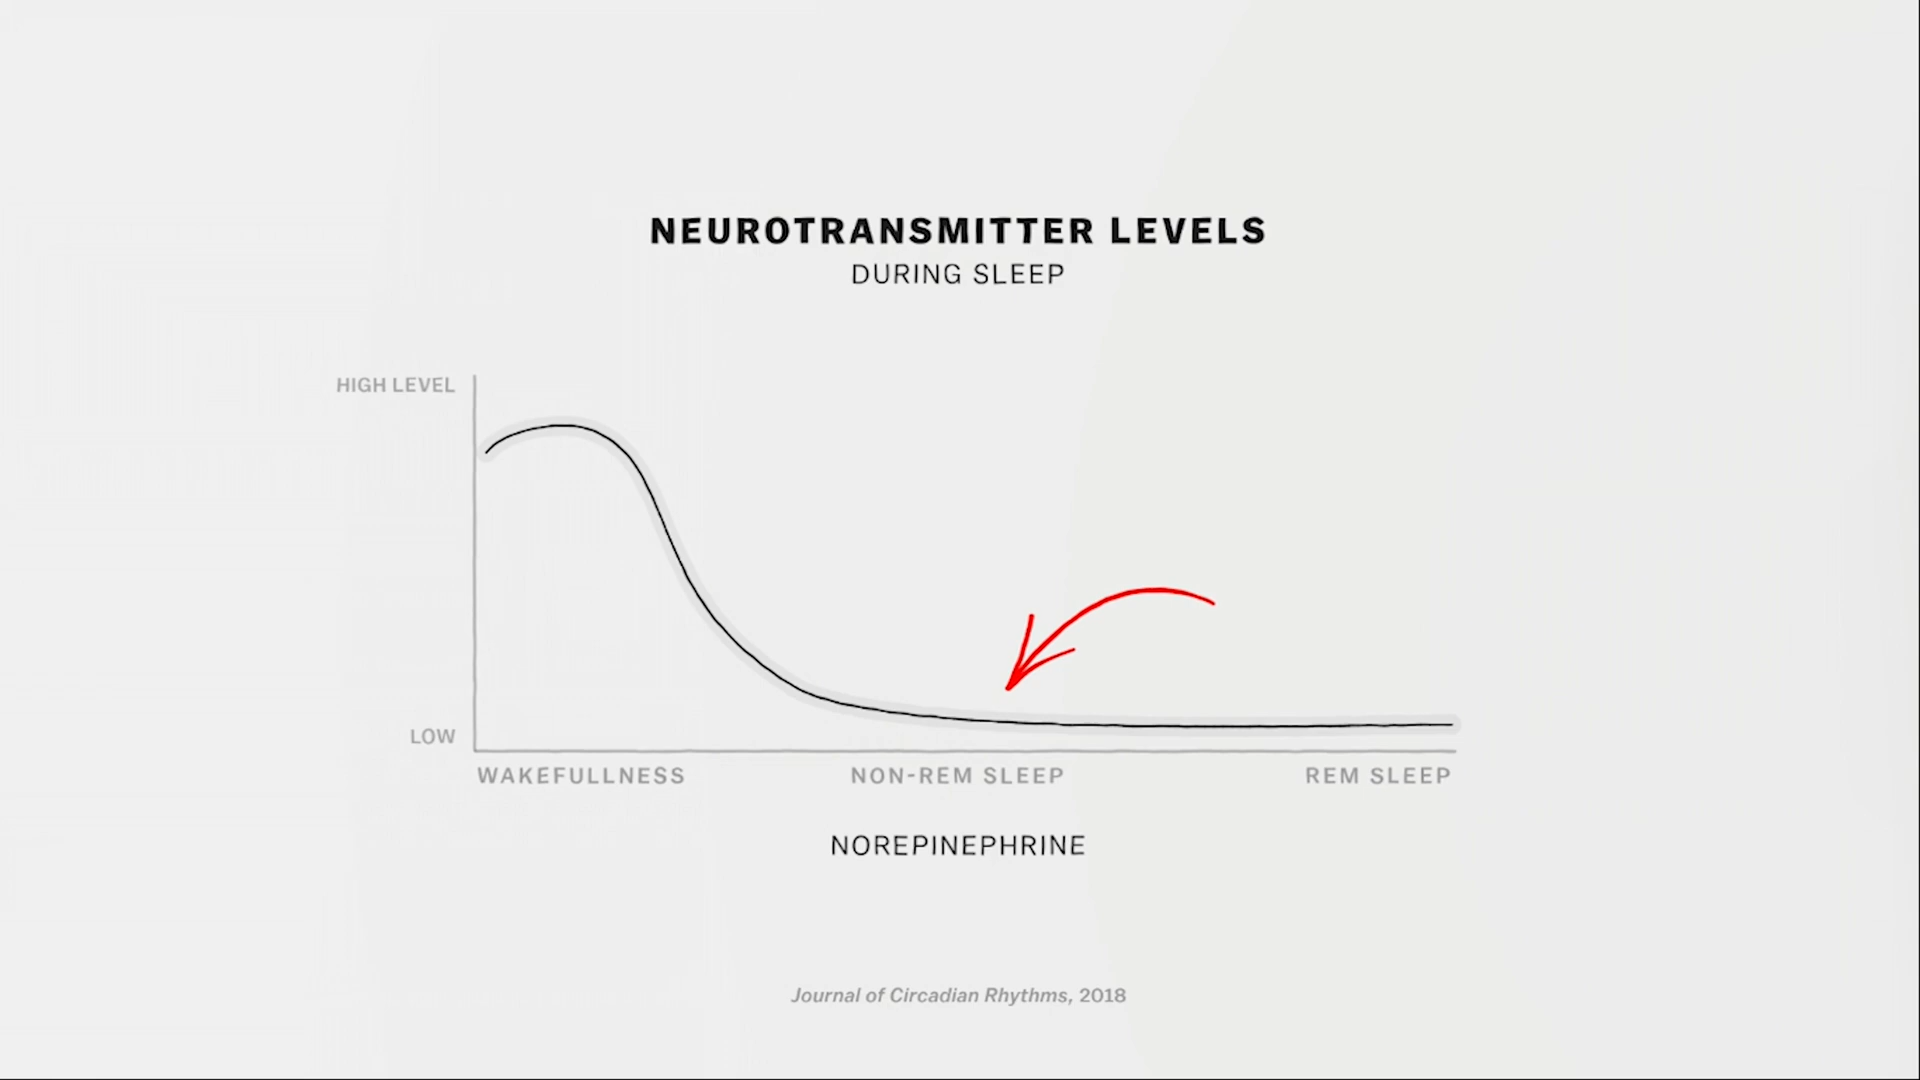 NEUROTRANSMITTER LEVELS
DURING SLEEP
HIGH LEVEL
LOW
WAKEFULLNESS NON-REM SLEEP REM SLEEP
NOREPINEPHRINE
Journal of Circadian Rhythms, 2018